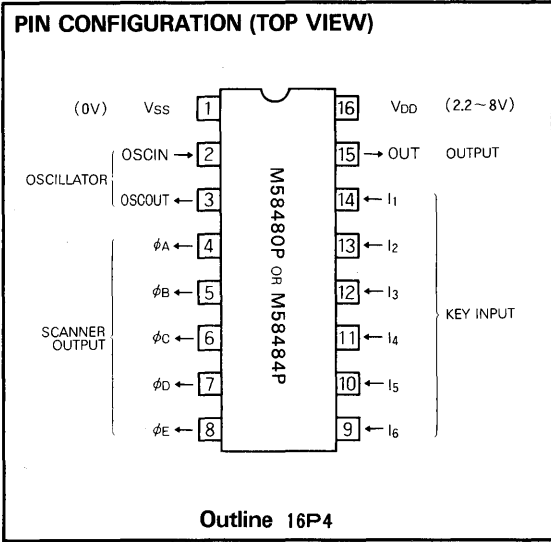 PIN CONFIGURATION (TOP VIEW)
(0V) VSS 1 16 VDD (2.2~8V)
OSCIN → 2 15 → OUT OUTPUT
OSCILLATOR
OSCOUT ← 3 14 ← I1
φA ← 4 13 ← I2
φB ← 5 12 ← I3
KEY INPUT
SCANNER
OUTPUT
φC ← 6 11 ← I4
φD ← 7 10 ← I5
φE ← 8 9 ← I6
M58480P OR M58484P
Outline 16P4